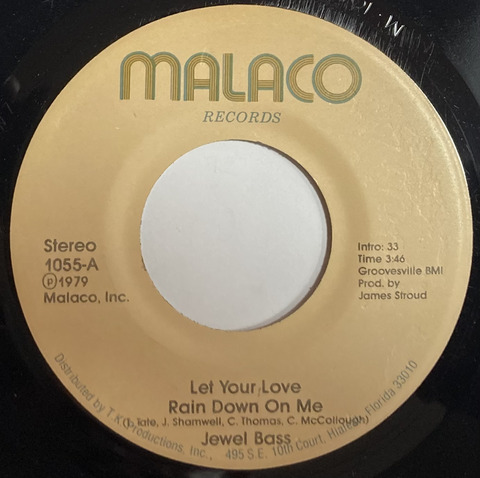 MALACO
RECORDS
Stereo
1055-A
Ⓟ1979
Malaco, Inc.
Intro: 33
Time 3:46
Groovesville BMI
Prod. by
James Stroud
Let Your Love
Rain Down On Me
(L. Tate, J. Shamwell, C. Thomas, C. McCollough)
Jewel Bass
Distributed by T.K. Productions, Inc., 495 S.E. 10th Court, Hialeah, Florida 33010